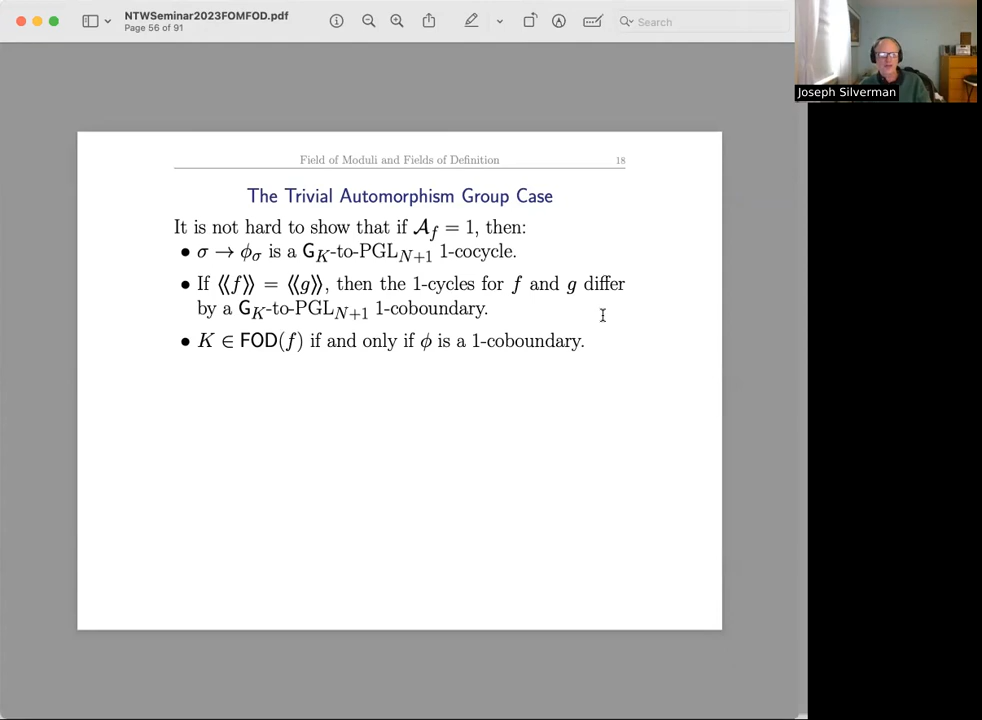 NTWSeminar2023FOMFOD.pdf
Page 56 of 91
Search
Joseph Silverman
Field of Moduli and Fields of Definition 18
The Trivial Automorphism Group Case
It is not hard to show that if 𝒜_f = 1, then:
• σ → ϕ_σ is a G_K-to-PGL_{N+1} 1-cocycle.
• If ⟪f⟫ = ⟪g⟫, then the 1-cycles for f and g differ
by a G_K-to-PGL_{N+1} 1-coboundary.
• K ∈ FOD(f) if and only if ϕ is a 1-coboundary.